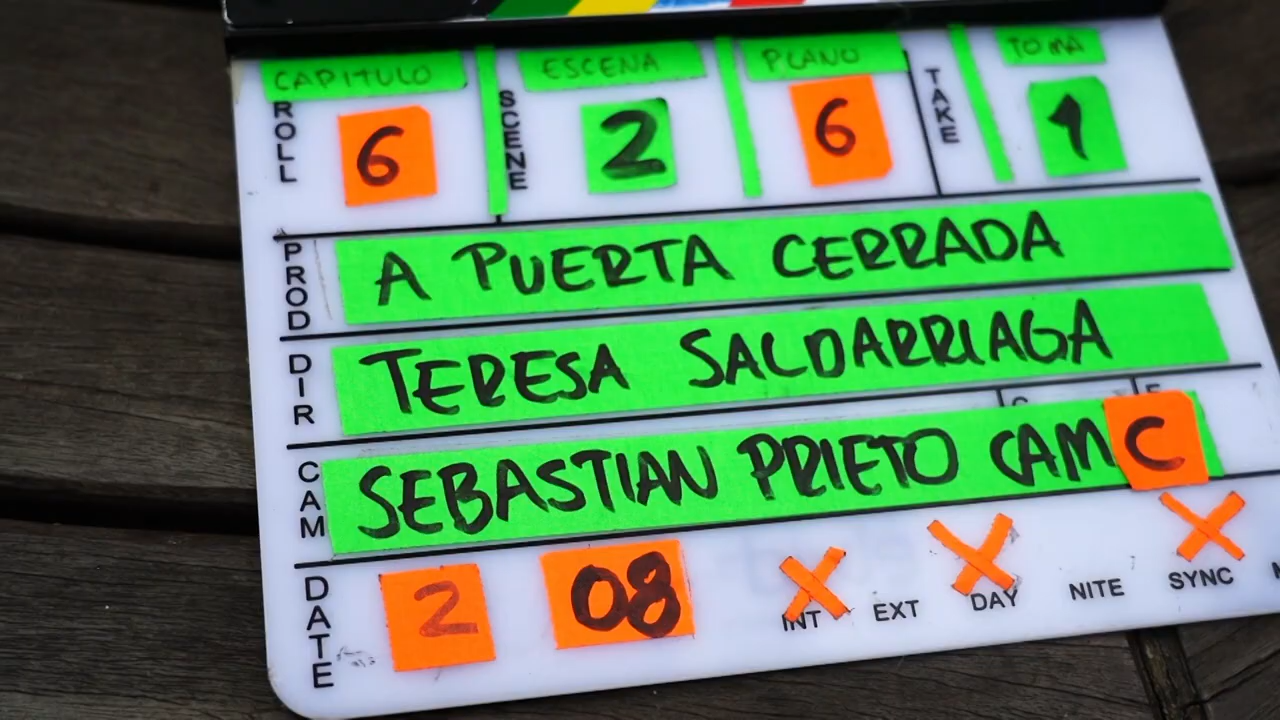 CAPITULO ESCENA PLANO TOMA
ROLL 6 SCENE 2 6 TAKE 1
PROD A PUERTA CERRADA
DIR TERESA SALDARRIAGA
CAM SEBASTIAN PRIETO CAM C
DATE 2 08 INT EXT DAY NITE SYNC